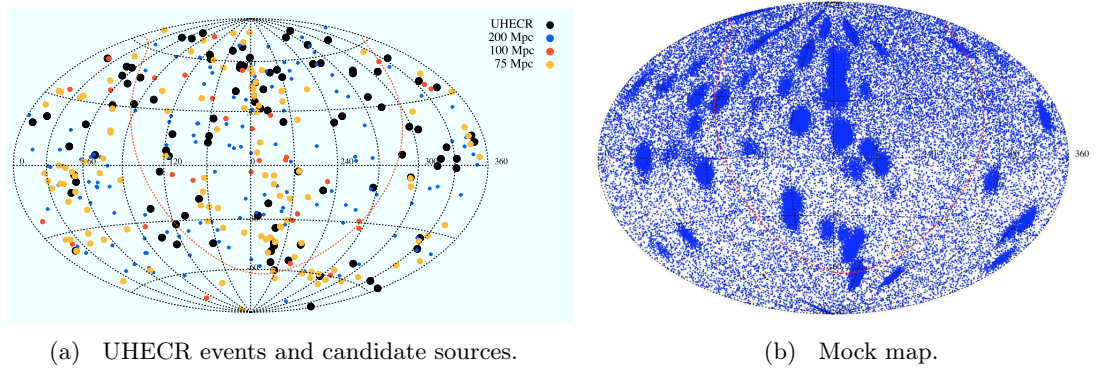 UHECR
200 Mpc
100 Mpc
75 Mpc
0
240
300
360
360
(a) UHECR events and candidate sources.
(b) Mock map.